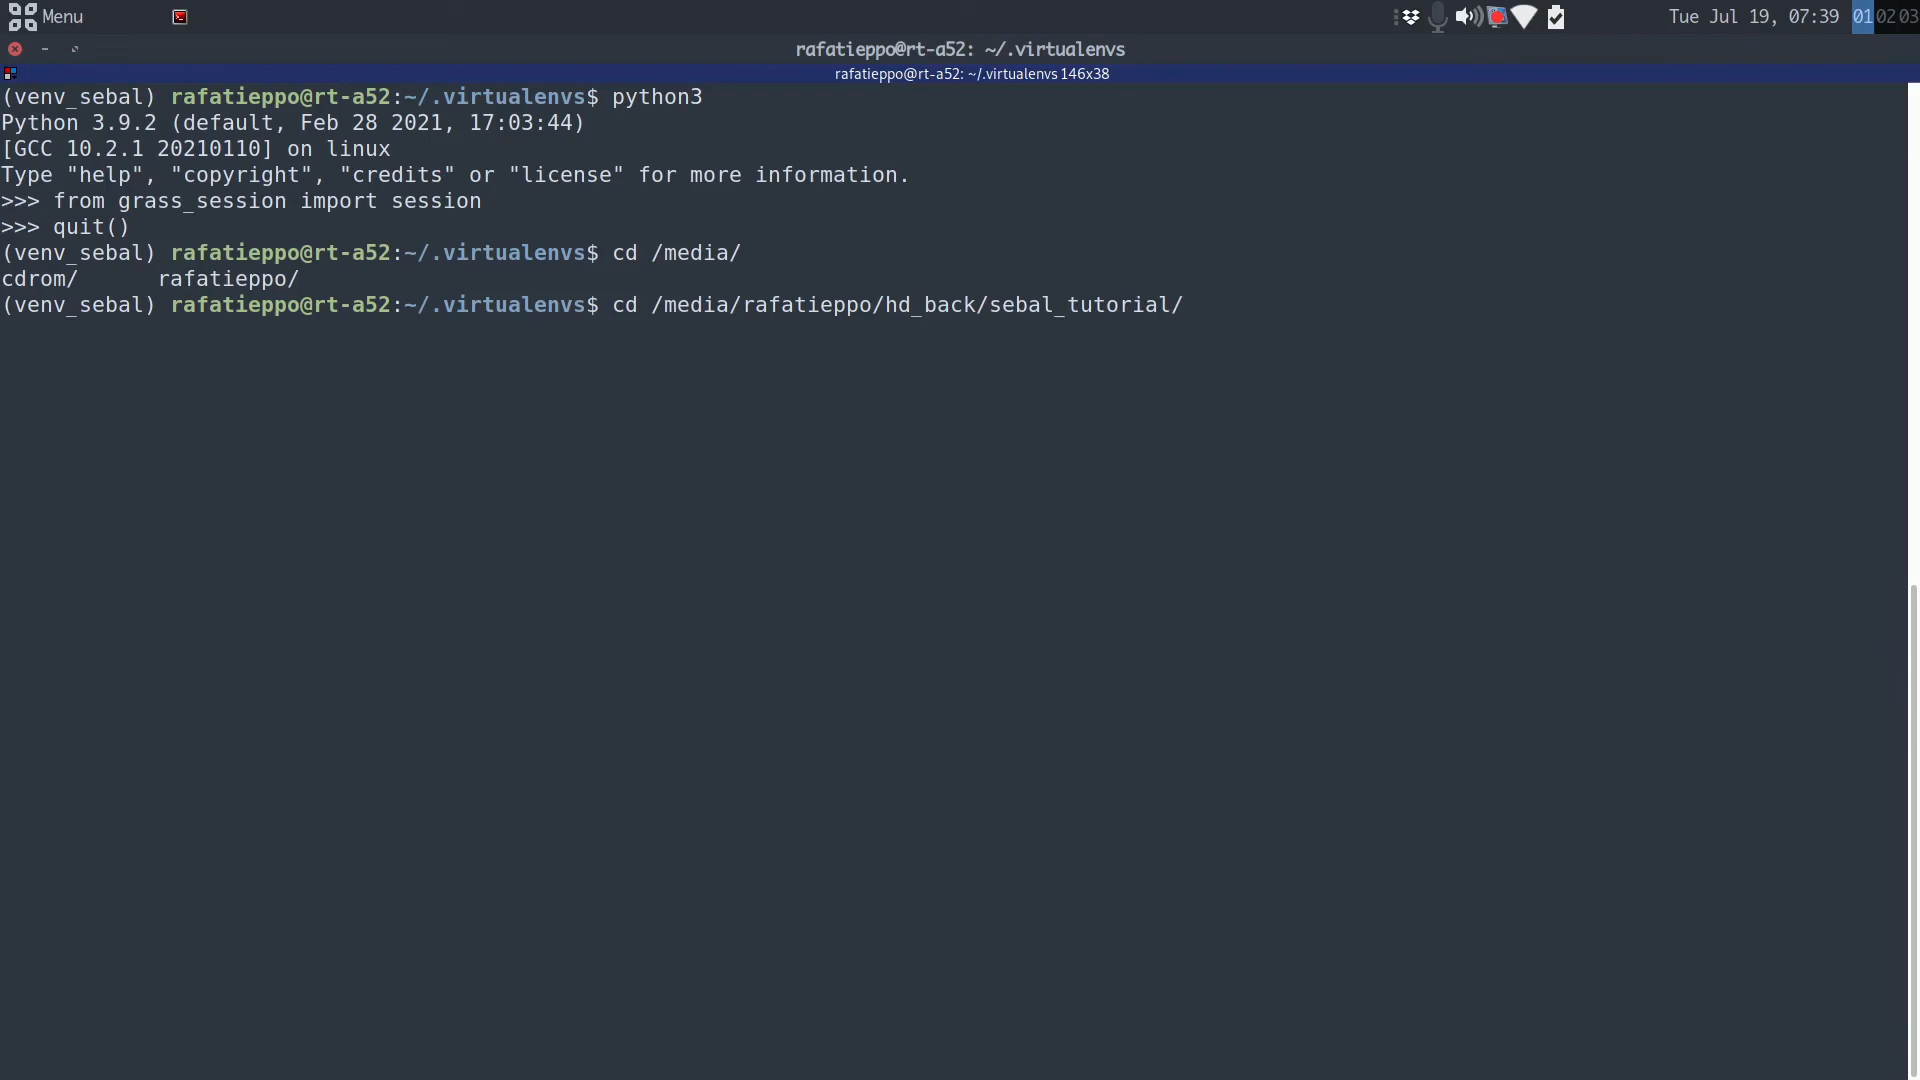 Menu
Tue Jul 19, 07:39 01 02 03
rafatieppo@rt-a52: ~/.virtualenvs
rafatieppo@rt-a52: ~/.virtualenvs 146x38
(venv_sebal) rafatieppo@rt-a52:~/.virtualenvs$ python3
Python 3.9.2 (default, Feb 28 2021, 17:03:44)
[GCC 10.2.1 20210110] on linux
Type "help", "copyright", "credits" or "license" for more information.
>>> from grass_session import session
>>> quit()
(venv_sebal) rafatieppo@rt-a52:~/.virtualenvs$ cd /media/
cdrom/      rafatieppo/
(venv_sebal) rafatieppo@rt-a52:~/.virtualenvs$ cd /media/rafatieppo/hd_back/sebal_tutorial/